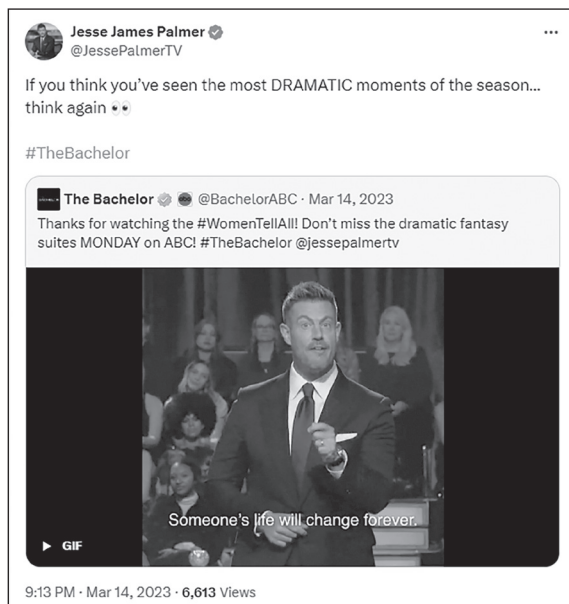 Jesse James Palmer
@JessePalmerTV
If you think you've seen the most DRAMATIC moments of the season...
think again 👀
#TheBachelor
The Bachelor @BachelorABC · Mar 14, 2023
Thanks for watching the #WomenTellAll! Don't miss the dramatic fantasy
suites MONDAY on ABC! #TheBachelor @jessepalmertv
Someone's life will change forever.
GIF
9:13 PM · Mar 14, 2023 · 6,613 Views